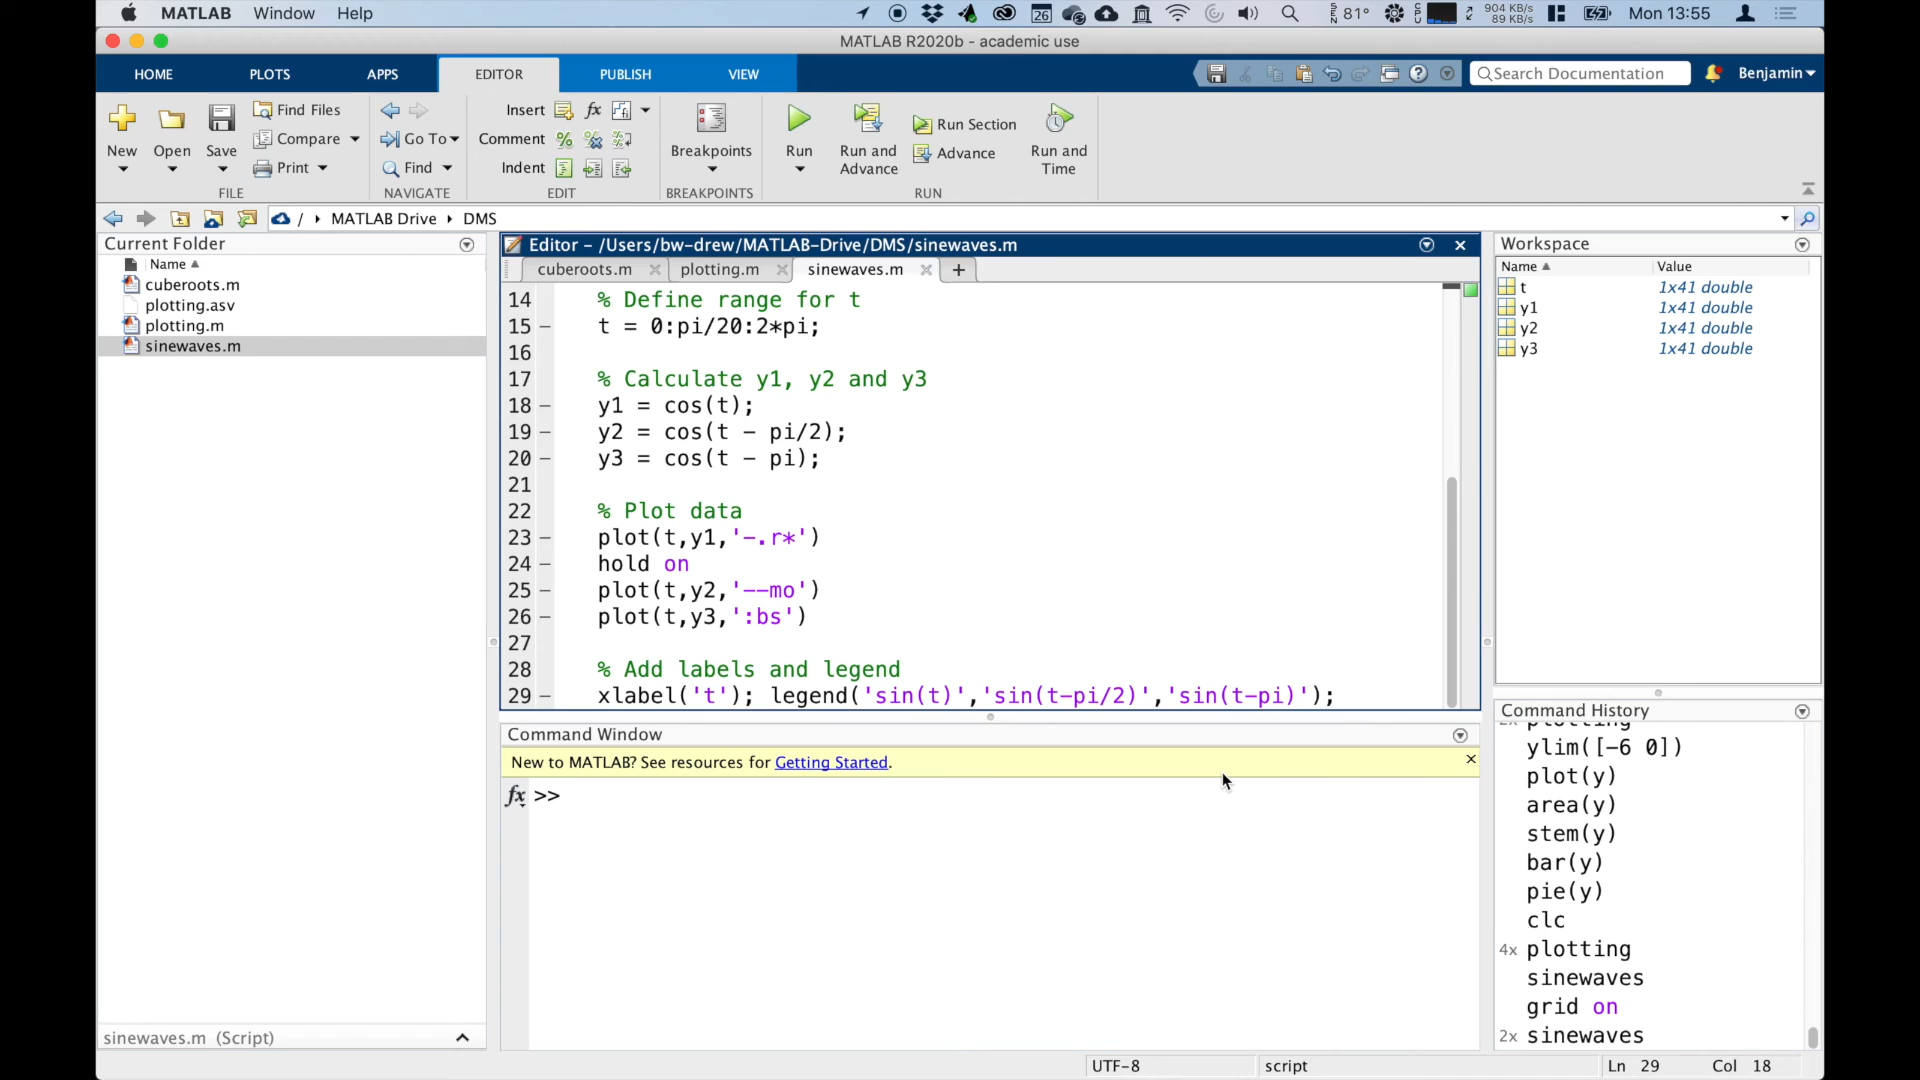 MATLAB Window Help
26
SEN 81° CPU 904 KB/s 89 KB/s Mon 13:55
MATLAB R2020b - academic use
HOME PLOTS APPS EDITOR PUBLISH VIEW
Search Documentation Benjamin
New Open Save Find Files Compare Print
FILE
Go To Find
NAVIGATE
Insert fx
Comment %
Indent
EDIT
Breakpoints
BREAKPOINTS
Run Run and Advance Run Section Advance Run and Time
RUN
/ MATLAB Drive DMS
Current Folder
Name
cuberoots.m
plotting.asv
plotting.m
sinewaves.m
sinewaves.m (Script)
Editor - /Users/bw-drew/MATLAB-Drive/DMS/sinewaves.m
cuberoots.m plotting.m sinewaves.m +
14 % Define range for t
15 – t = 0:pi/20:2*pi;
16
17 % Calculate y1, y2 and y3
18 – y1 = cos(t);
19 – y2 = cos(t - pi/2);
20 – y3 = cos(t - pi);
21
22 % Plot data
23 – plot(t,y1,'-.r*')
24 – hold on
25 – plot(t,y2,'--mo')
26 – plot(t,y3,':bs')
27
28 % Add labels and legend
29 – xlabel('t'); legend('sin(t)','sin(t-pi/2)','sin(t-pi)');
Command Window
New to MATLAB? See resources for Getting Started.
fx >>
Workspace
Name Value
t 1x41 double
y1 1x41 double
y2 1x41 double
y3 1x41 double
Command History
2x plotting
ylim([-6 0])
plot(y)
area(y)
stem(y)
bar(y)
pie(y)
clc
4x plotting
sinewaves
grid on
2x sinewaves
UTF-8 script Ln 29 Col 18